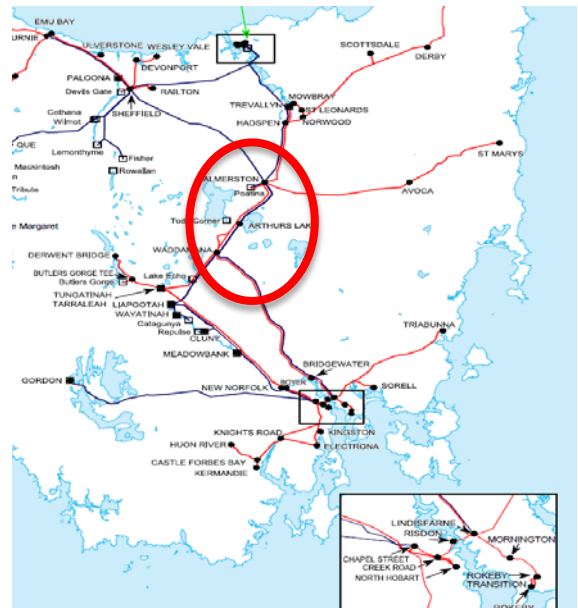 EMU BAY
URNIE
ULVERSTONE
WESLEY VALE
DEVONPORT
PALOONA
Devils Gate
RAILTON
SHEFFIELD
Cethana
Wilmot
QUE
Lemonthyme
Fisher
Rowallan
Mackintosh
Tribute
e Margaret
SCOTTSDALE
DERBY
MOWBRAY
TREVALLYN
ST LEONARDS
HADSPEN
NORWOOD
ST MARYS
ALMERSTON
Poatina
AVOCA
Tods Corner
ARTHURS LAK
WADDAMANA
DERWENT BRIDGE
BUTLERS GORGE TEE
Butlers Gorge
Lake Echo
TUNGATINAH
TARRALEAH
LIAPOOTAH
WAYATINAH
Catagunya
Repulse
CLUNY
MEADOWBANK
TRIABUNNA
BRIDGEWATER
GORDON
NEW NORFOLK
BOYER
SORELL
KNIGHTS ROAD
KINGSTON
HUON RIVER
ELECTRONA
CASTLE FORBES BAY
KERMANDIE
LINDISFARNE
RISDON
MORNINGTON
CHAPEL STREET
CREEK ROAD
NORTH HOBART
ROKEBY
TRANSITION
ROKEBY